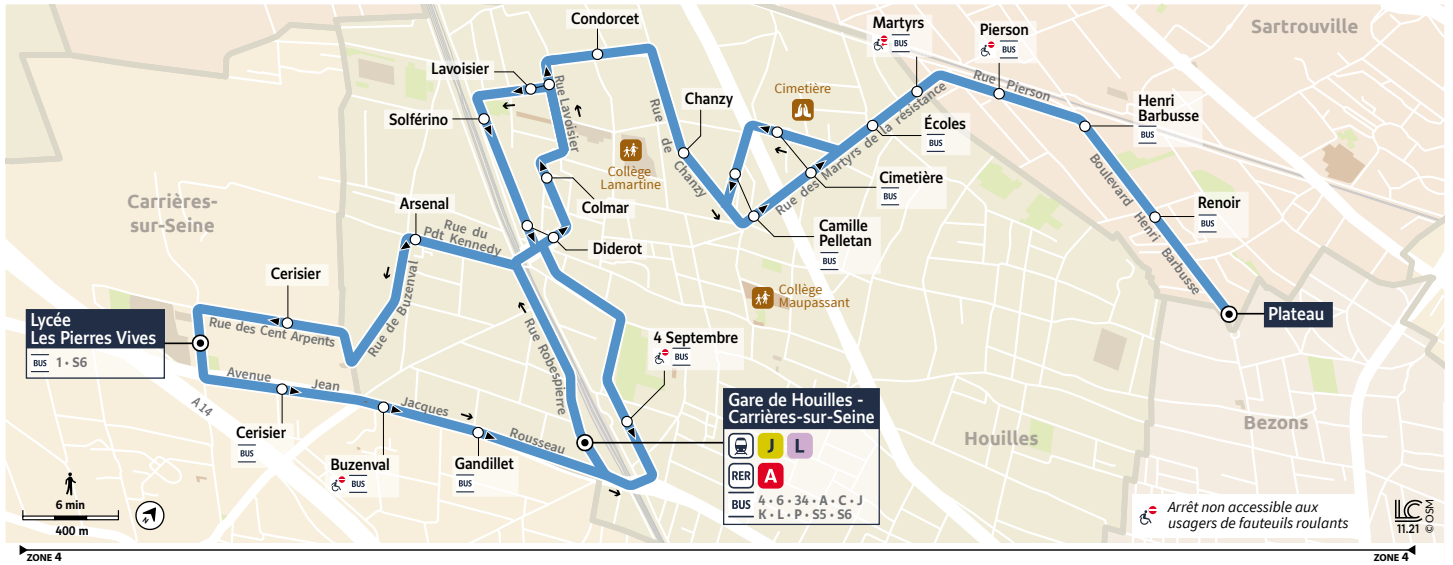 Condorcet
Martyrs
BUS
Pierson
BUS
Sartrouville
Lavoisier
Rue Lavoisier
Solférino
Chanzy
Cimetière
Rue Pierson
Henri
Barbusse
BUS
Écoles
BUS
Rue de Chanzy
Rue des Martyrs de la résistance
Collège
Lamartine
Cimetière
BUS
Boulevard Henri Barbusse
Renoir
BUS
Carrières-
sur-Seine
Arsenal
Rue du
Pdt Kennedy
Colmar
Diderot
Camille
Pelletan
BUS
Cerisier
Rue de Buzenval
Collège
Maupassant
Lycée
Les Pierres Vives
BUS 1 • S6
Rue des Cent Arpents
Rue Robespierre
4 Septembre
BUS
Plateau
Avenue Jean Jacques Rousseau
A 14
Cerisier
BUS
Buzenval
BUS
Gandillet
BUS
Gare de Houilles -
Carrières-sur-Seine
J L
RER A
BUS 4 • 6 • 34 • A • C • J
K • L • P • S5 • S6
Houilles
Bezons
6 min
400 m
Arrêt non accessible aux
usagers de fauteuils roulants
LC
11.21
© OSM
ZONE 4
ZONE 4